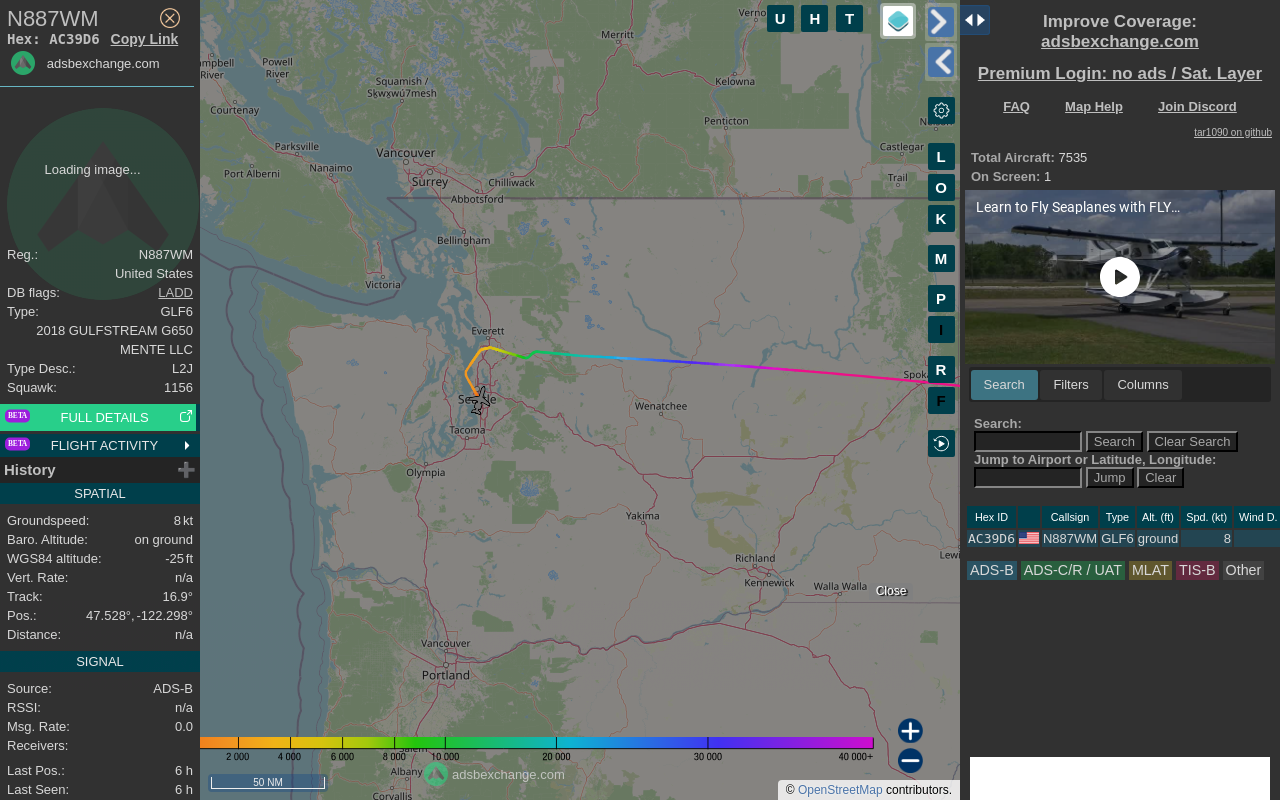 N887WM
Hex: AC39D6 Copy Link
adsbexchange.com
Loading image...
Reg.: N887WM
United States
DB flags: LADD
Type: GLF6
2018 GULFSTREAM G650
MENTE LLC
Type Desc.: L2J
Squawk: 1156
BETA FULL DETAILS
BETA FLIGHT ACTIVITY
History
SPATIAL
Groundspeed: 8 kt
Baro. Altitude: on ground
WGS84 altitude: -25 ft
Vert. Rate: n/a
Track: 16.9°
Pos.: 47.528°, -122.298°
Distance: n/a
SIGNAL
Source: ADS-B
RSSI: n/a
Msg. Rate: 0.0
Receivers:
Last Pos.: 6 h
Last Seen: 6 h
Merritt
River
Powell
River
Squamish /
Sḵwx̱wú7mesh
Kelowna
Courtenay
Penticton
Parksville
Vancouver
Castlegar
Nanaimo
Port Alberni
Surrey
Chilliwack
Trail
Abbotsford
Bellingham
Victoria
Everett
Wenatchee
Tacoma
Olympia
Yakima
Richland
Kennewick
Walla Walla
Vancouver
Portland
Albany
Corvallis
U H T
L
O
K
M
P
I
R
F
Close
2 000 4 000 6 000 8 000 10 000 20 000 30 000 40 000+
50 NM
adsbexchange.com
© OpenStreetMap contributors.
Improve Coverage:
adsbexchange.com
Premium Login: no ads / Sat. Layer
FAQ Map Help Join Discord
tar1090 on github
Total Aircraft: 7535
On Screen: 1
Learn to Fly Seaplanes with FLY...
Search Filters Columns
Search:
Search Clear Search
Jump to Airport or Latitude, Longitude:
Jump Clear
Hex ID Callsign Type Alt. (ft) Spd. (kt) Wind D.
AC39D6 N887WM GLF6 ground 8
ADS-B ADS-C/R / UAT MLAT TIS-B Other